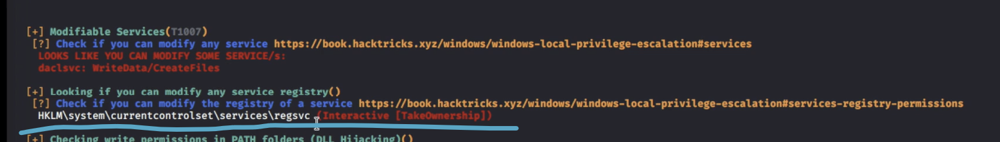 [+] Modifiable Services(T1007)
[?] Check if you can modify any service https://book.hacktricks.xyz/windows/windows-local-privilege-escalation#services
LOOKS LIKE YOU CAN MODIFY SOME SERVICE/s:
daclsvc: WriteData/CreateFiles
[+] Looking if you can modify any service registry()
[?] Check if you can modify the registry of a service https://book.hacktricks.xyz/windows/windows-local-privilege-escalation#services-registry-permissions
HKLM\system\currentcontrolset\services\regsvc (Interactive [TakeOwnership])
[+] Checking write permissions in PATH folders (DLL Hijacking)()